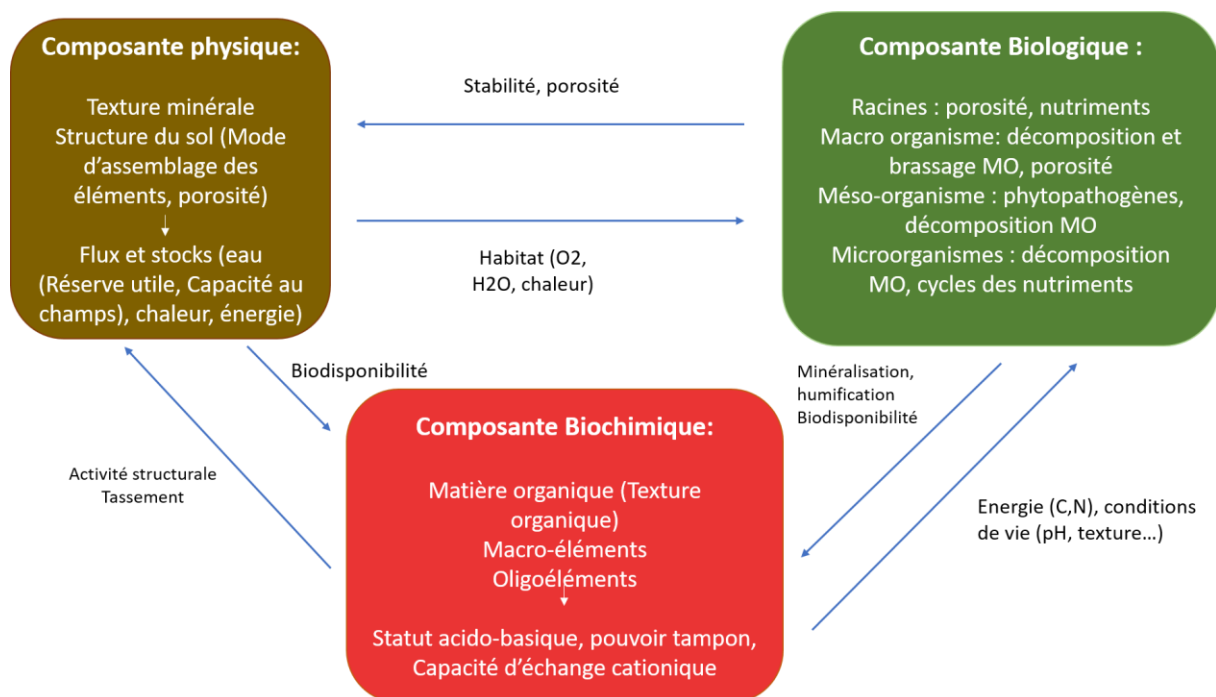 Composante physique:
Texture minérale
Structure du sol (Mode
d’assemblage des
éléments, porosité)
Flux et stocks (eau
(Réserve utile, Capacité au
champs), chaleur, énergie)
Stabilité, porosité
Habitat (O2,
H2O, chaleur)
Composante Biologique :
Racines : porosité, nutriments
Macro organisme: décomposition et
brassage MO, porosité
Méso-organisme : phytopathogènes,
décomposition MO
Microorganismes : décomposition
MO, cycles des nutriments
Biodisponibilité
Minéralisation,
humification
Biodisponibilité
Activité structurale
Tassement
Composante Biochimique:
Matière organique (Texture
organique)
Macro-éléments
Oligoéléments
Statut acido-basique, pouvoir tampon,
Capacité d’échange cationique
Energie (C,N), conditions
de vie (pH, texture…)